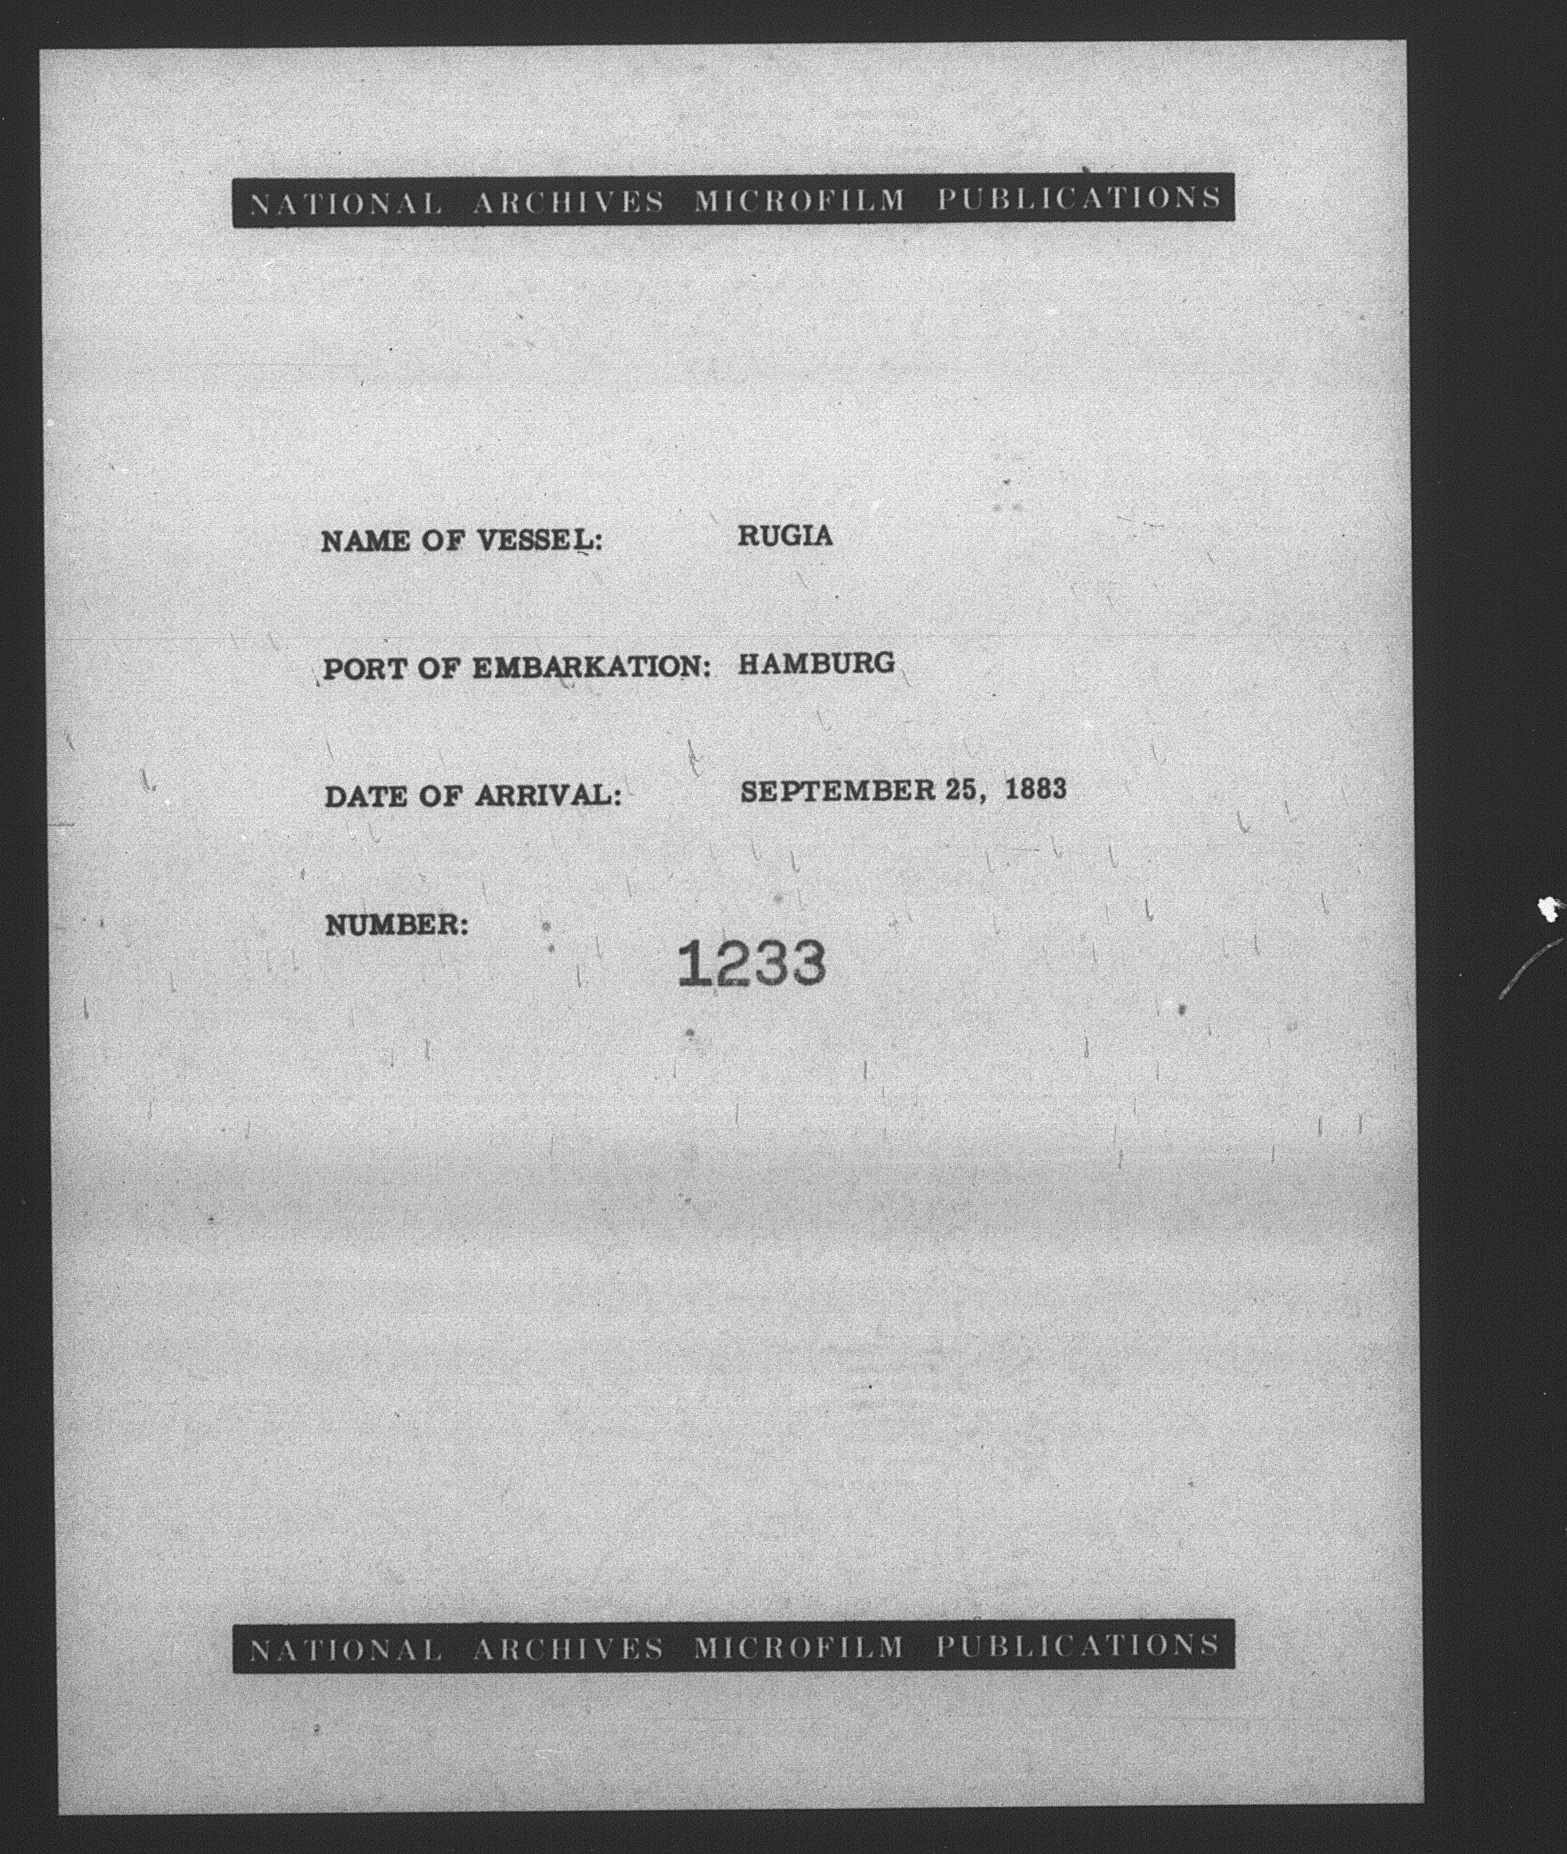 NATIONAL ARCHIVES MICROFILM PUBLICATIONS
NAME OF VESSEL: RUGIA
PORT OF EMBARKATION: HAMBURG
DATE OF ARRIVAL: SEPTEMBER 25, 1883
NUMBER:
1233
NATIONAL ARCHIVES MICROFILM PUBLICATIONS